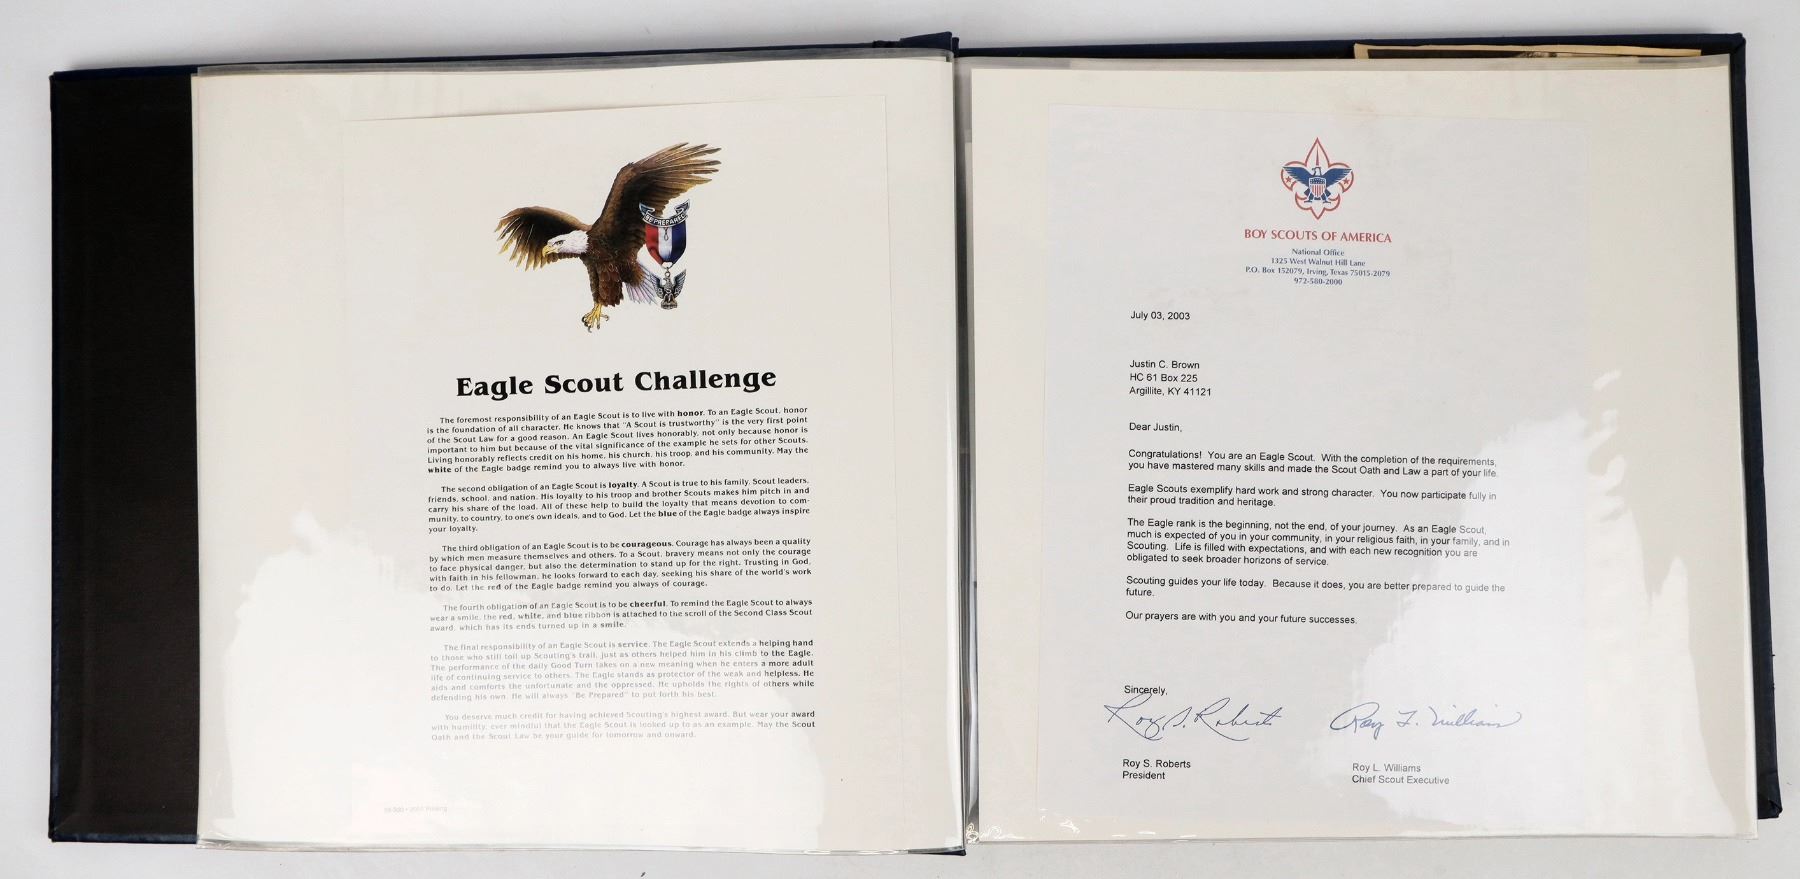 BE PREPARED
Eagle Scout Challenge
The foremost responsibility of an Eagle Scout is to live with honor. To an Eagle Scout, honor
is the foundation of all character. He knows that "A Scout is trustworthy" is the very first point
of the Scout Law for a good reason. An Eagle Scout lives honorably, not only because honor is
important to him but because of the vital significance of the example he sets for other Scouts.
Living honorably reflects credit on his home, his church, his troop, and his community. May the
white of the Eagle badge remind you to always live with honor.
The second obligation of an Eagle Scout is loyalty. A Scout is true to his family, Scout leaders,
friends, school, and nation. His loyalty to his troop and brother Scouts makes him pitch in and
carry his share of the load. All of these help to build the loyalty that means devotion to com-
munity, to country, to one's own ideals, and to God. Let the blue of the Eagle badge always inspire
your loyalty.
The third obligation of an Eagle Scout is to be courageous. Courage has always been a quality
by which men measure themselves and others. To a Scout, bravery means not only the courage
to face physical danger, but also the determination to stand up for the right. Trusting in God,
with faith in his fellowman, he looks forward to each day, seeking his share of the world's work
to do. Let the red of the Eagle badge remind you always of courage.
The fourth obligation of an Eagle Scout is to be cheerful. To remind the Eagle Scout to always
wear a smile, the red, white, and blue ribbon is attached to the scroll of the Second Class Scout
award, which has its ends turned up in a smile.
The final responsibility of an Eagle Scout is service. The Eagle Scout extends a helping hand
to those who still toil up Scouting's trail, just as others helped him in his climb to the Eagle.
The performance of the daily Good Turn takes on a new meaning when he enters a more adult
life of continuing service to others. The Eagle stands as protector of the weak and helpless. He
aids and comforts the unfortunate and the oppressed. He upholds the rights of others while
defending his own. He will always "Be Prepared" to put forth his best.
You deserve much credit for having achieved Scouting's highest award. But wear your award
with humility, ever mindful that the Eagle Scout is looked up to as an example. May the Scout
Oath and the Scout Law be your guide for tomorrow and onward.
Printing
BOY SCOUTS OF AMERICA
National Office
1325 West Walnut Hill Lane
P.O. Box 152079, Irving, Texas 75015-2079
972-580-2000
July 03, 2003
Justin C. Brown
HC 61 Box 225
Argillite, KY 41121
Dear Justin,
Congratulations! You are an Eagle Scout. With the completion of the requirements,
you have mastered many skills and made the Scout Oath and Law a part of your life.
Eagle Scouts exemplify hard work and strong character. You now participate fully in
their proud tradition and heritage.
The Eagle rank is the beginning, not the end, of your journey. As an Eagle Scout,
much is expected of you in your community, in your religious faith, in your family, and in
Scouting. Life is filled with expectations, and with each new recognition you are
obligated to seek broader horizons of service.
Scouting guides your life today. Because it does, you are better prepared to guide the
future.
Our prayers are with you and your future successes.
Sincerely,
Roy S. Roberts
Roy L. Williams
Roy S. Roberts
President
Roy L. Williams
Chief Scout Executive